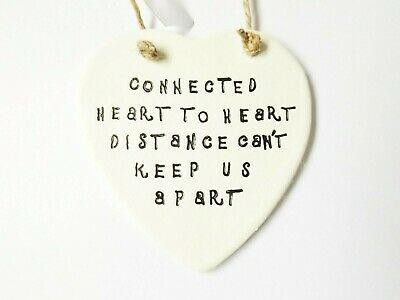 CONNECTED
HEART TO HEART
DISTANCE CAN'T
KEEP US
APART